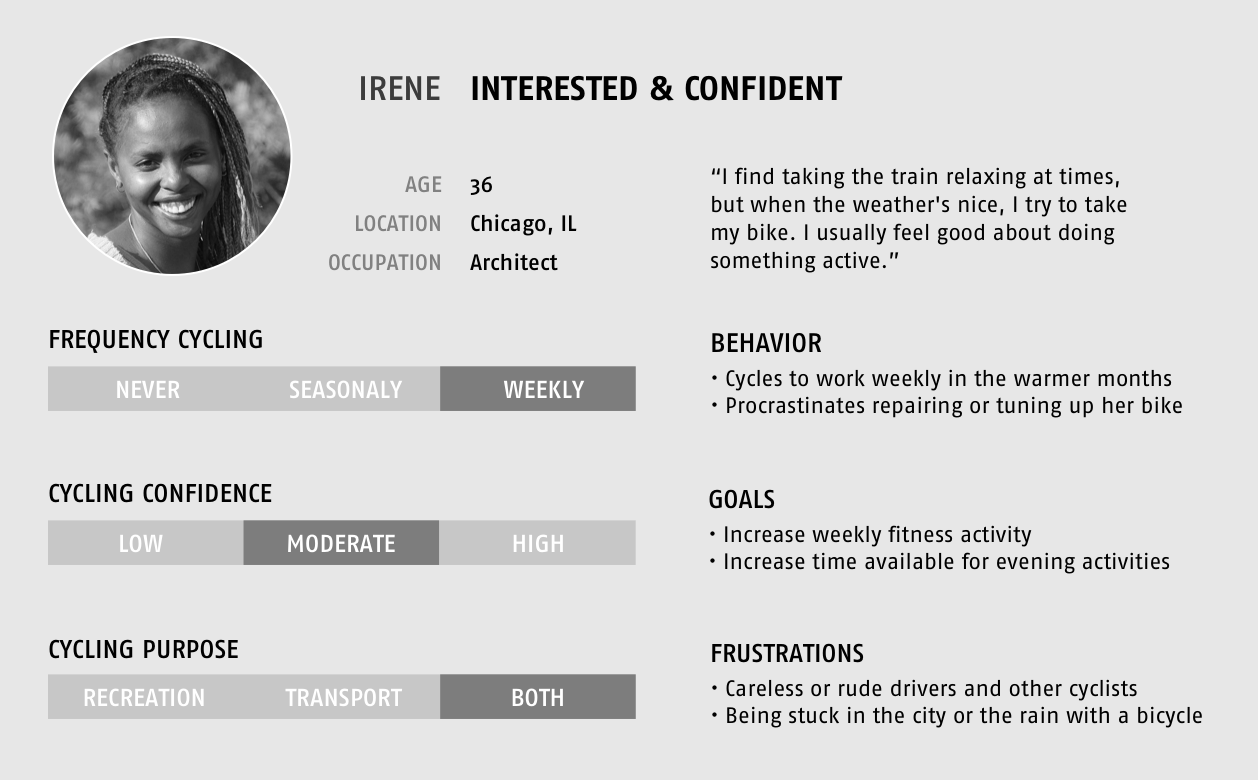 IRENE INTERESTED & CONFIDENT
AGE 36
LOCATION Chicago, IL
OCCUPATION Architect
“I find taking the train relaxing at times,
but when the weather's nice, I try to take
my bike. I usually feel good about doing
something active.”
FREQUENCY CYCLING
NEVER SEASONALY WEEKLY
CYCLING CONFIDENCE
LOW MODERATE HIGH
CYCLING PURPOSE
RECREATION TRANSPORT BOTH
BEHAVIOR
• Cycles to work weekly in the warmer months
• Procrastinates repairing or tuning up her bike
GOALS
• Increase weekly fitness activity
• Increase time available for evening activities
FRUSTRATIONS
• Careless or rude drivers and other cyclists
• Being stuck in the city or the rain with a bicycle